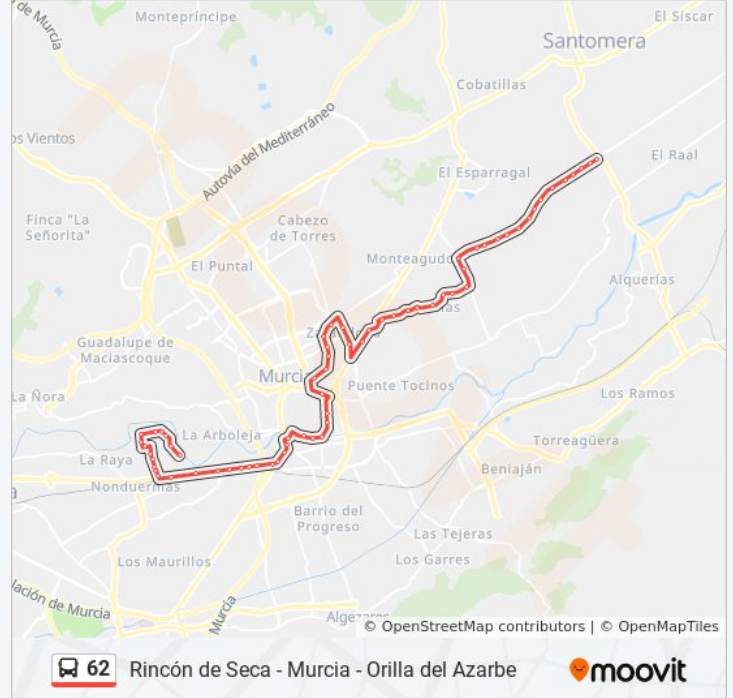 de Murcia
Montepríncipe
El Siscar
Santomera
Cobatillas
os Vientos
Autovía del Mediterráneo
El Esparragal
El Raal
Finca "La
Señorita"
Cabezo
de Torres
El Puntal
Monteagudo
Alquerías
as
Za
Guadalupe de
Maciascoque
Murcia
Puente Tocinos
La Ñora
Los Ramos
La Arboleja
Torreagüera
La Raya
Beniaján
Nonduermas
Barrio del
Progreso
Las Tejeras
Los Garres
Los Maurillos
lación de Murcia
Murcia
Algezares
© OpenStreetMap contributors | © OpenMapTiles
62 Rincón de Seca - Murcia - Orilla del Azarbe
moovit